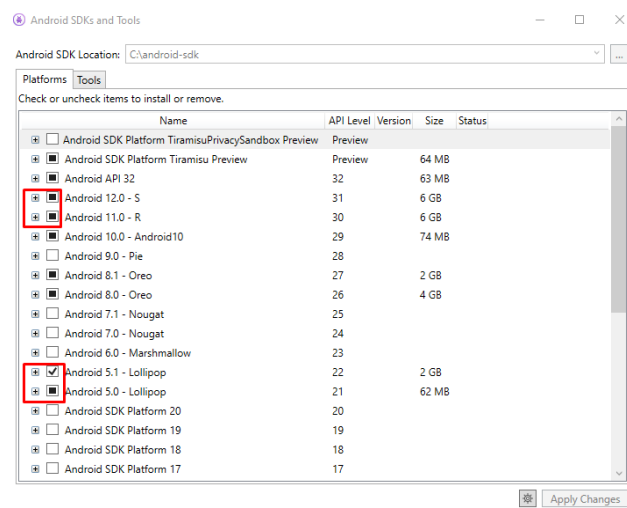 Android SDKs and Tools
Android SDK Location: C:\android-sdk ...
Platforms Tools
Check or uncheck items to install or remove.
Name API Level Version Size Status
Android SDK Platform TiramisuPrivacySandbox Preview Preview
Android SDK Platform Tiramisu Preview Preview 64 MB
Android API 32 32 63 MB
Android 12.0 - S 31 6 GB
Android 11.0 - R 30 6 GB
Android 10.0 - Android10 29 74 MB
Android 9.0 - Pie 28
Android 8.1 - Oreo 27 2 GB
Android 8.0 - Oreo 26 4 GB
Android 7.1 - Nougat 25
Android 7.0 - Nougat 24
Android 6.0 - Marshmallow 23
Android 5.1 - Lollipop 22 2 GB
Android 5.0 - Lollipop 21 62 MB
Android SDK Platform 20 20
Android SDK Platform 19 19
Android SDK Platform 18 18
Android SDK Platform 17 17
Apply Changes